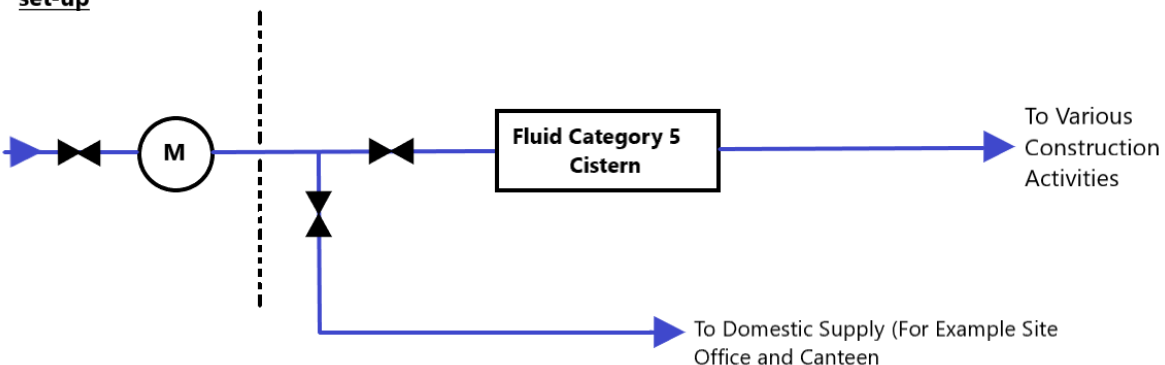 set-up
M
Fluid Category 5
Cistern
To Various
Construction
Activities
To Domestic Supply (For Example Site
Office and Canteen